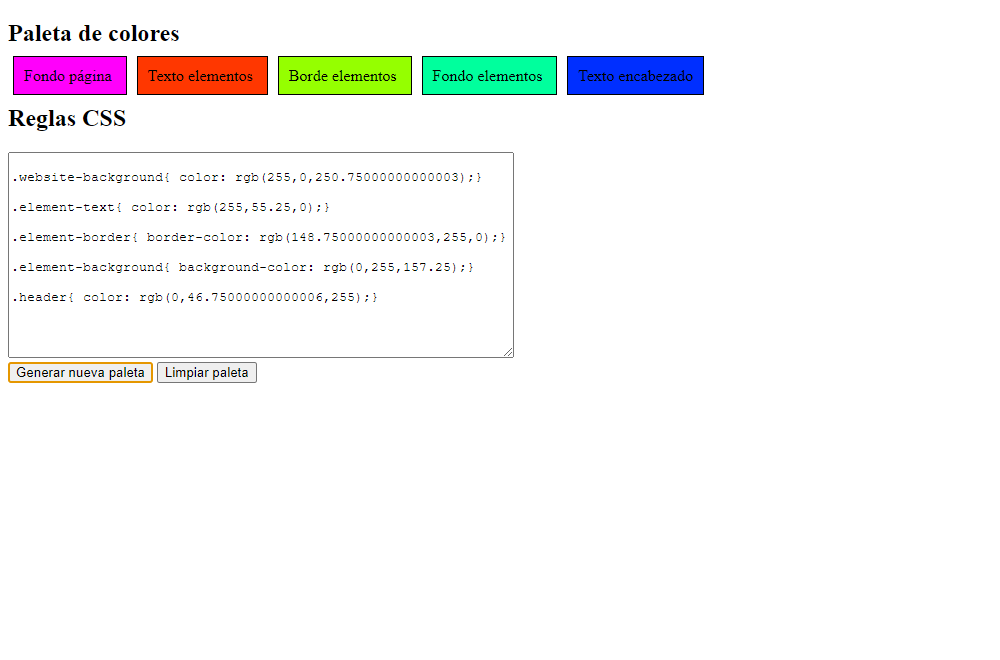 Paleta de colores
Fondo página Texto elementos Borde elementos Fondo elementos Texto encabezado
Reglas CSS
.website-background{ color: rgb(255,0,250.75000000000003);}
.element-text{ color: rgb(255,55.25,0);}
.element-border{ border-color: rgb(148.75000000000003,255,0);}
.element-background{ background-color: rgb(0,255,157.25);}
.header{ color: rgb(0,46.75000000000006,255);}
Generar nueva paleta Limpiar paleta